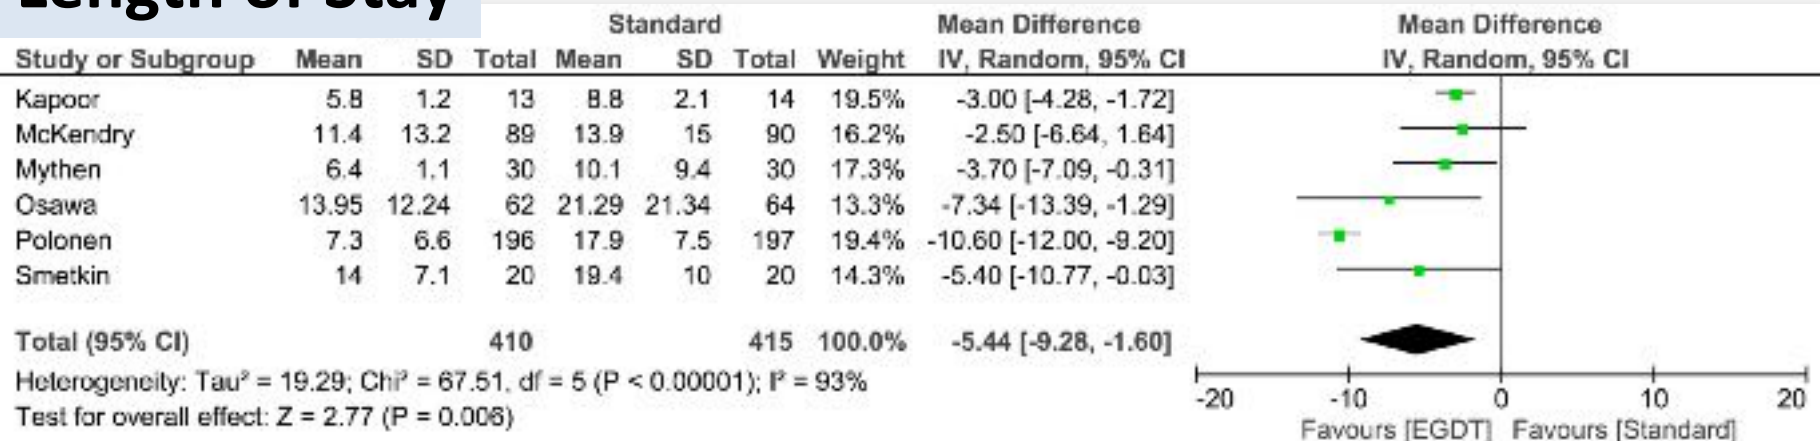 Length of Stay
Standard Mean Difference Mean Difference
Study or Subgroup Mean SD Total Mean SD Total Weight IV, Random, 95% CI IV, Random, 95% CI
Kapoor 5.8 1.2 13 8.8 2.1 14 19.5% -3.00 [-4.28, -1.72]
McKendry 11.4 13.2 89 13.9 15 90 16.2% -2.50 [-6.64, 1.64]
Mythen 6.4 1.1 30 10.1 9.4 30 17.3% -3.70 [-7.09, -0.31]
Osawa 13.95 12.24 62 21.29 21.34 64 13.3% -7.34 [-13.39, -1.29]
Polonen 7.3 6.6 196 17.9 7.5 197 19.4% -10.60 [-12.00, -9.20]
Smetkin 14 7.1 20 19.4 10 20 14.3% -5.40 [-10.77, -0.03]
Total (95% CI) 410 415 100.0% -5.44 [-9.28, -1.60]
Heterogeneity: Tau² = 19.29; Chi² = 67.51, df = 5 (P < 0.00001); I² = 93%
Test for overall effect: Z = 2.77 (P = 0.006)
-20 -10 0 10 20
Favours [EGDT] Favours [Standard]